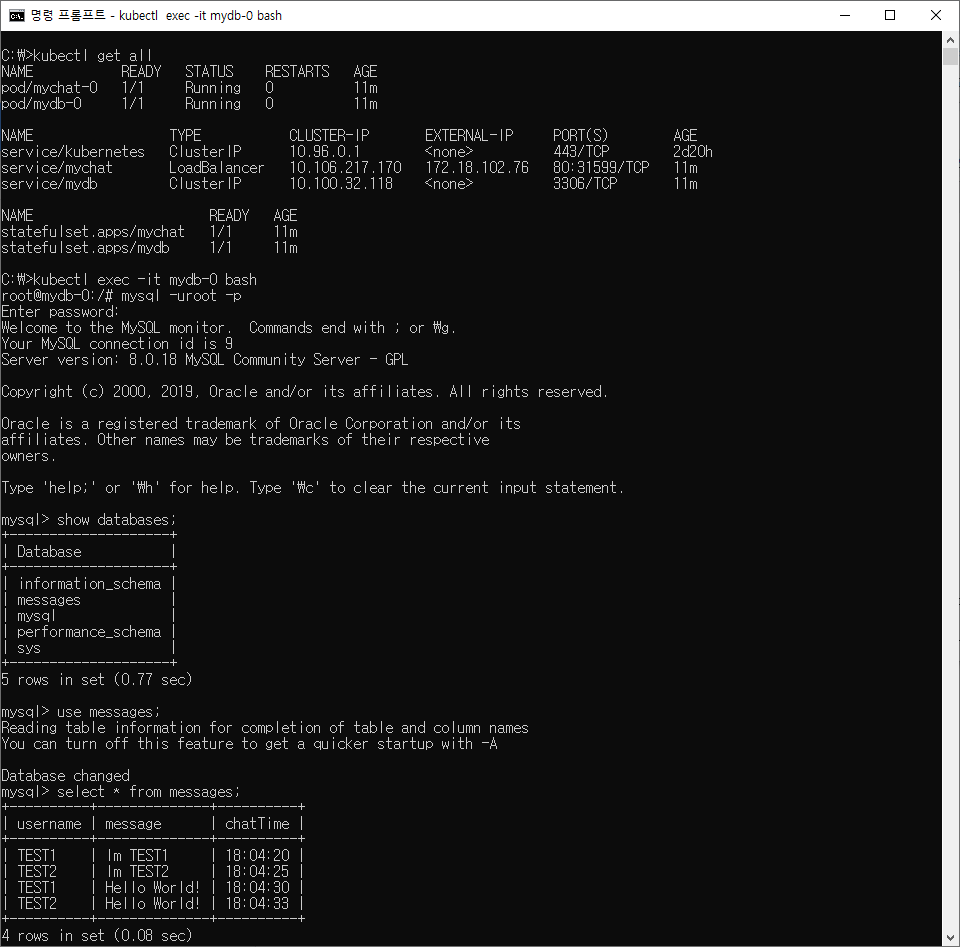 명령 프롬프트 - kubectl  exec -it mydb-0 bash
C:\>kubectl get all
NAME           READY   STATUS    RESTARTS   AGE
pod/mychat-0   1/1     Running   0          11m
pod/mydb-0     1/1     Running   0          11m
NAME                 TYPE           CLUSTER-IP       EXTERNAL-IP     PORT(S)        AGE
service/kubernetes   ClusterIP      10.96.0.1        <none>          443/TCP        2d20h
service/mychat       LoadBalancer   10.106.217.170   172.18.102.76   80:31599/TCP   11m
service/mydb         ClusterIP      10.100.32.118    <none>          3306/TCP       11m
NAME                      READY   AGE
statefulset.apps/mychat   1/1     11m
statefulset.apps/mydb     1/1     11m
C:\>kubectl exec -it mydb-0 bash
root@mydb-0:/# mysql -uroot -p
Enter password:
Welcome to the MySQL monitor.  Commands end with ; or \g.
Your MySQL connection id is 9
Server version: 8.0.18 MySQL Community Server - GPL
Copyright (c) 2000, 2019, Oracle and/or its affiliates. All rights reserved.
Oracle is a registered trademark of Oracle Corporation and/or its
affiliates. Other names may be trademarks of their respective
owners.
Type 'help;' or '\h' for help. Type '\c' to clear the current input statement.
mysql> show databases;
+--------------------+
| Database           |
+--------------------+
| information_schema |
| messages           |
| mysql              |
| performance_schema |
| sys                |
+--------------------+
5 rows in set (0.77 sec)
mysql> use messages;
Reading table information for completion of table and column names
You can turn off this feature to get a quicker startup with -A
Database changed
mysql> select * from messages;
+----------+--------------+----------+
| username | message      | chatTime |
+----------+--------------+----------+
| TEST1    | Im TEST1     | 18:04:20 |
| TEST2    | Im TEST2     | 18:04:25 |
| TEST1    | Hello World! | 18:04:30 |
| TEST2    | Hello World! | 18:04:33 |
+----------+--------------+----------+
4 rows in set (0.08 sec)